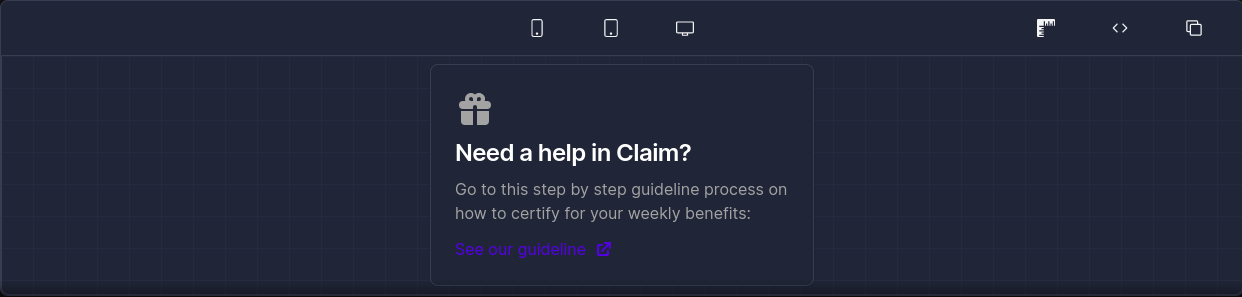 Need a help in Claim?
Go to this step by step guideline process on
how to certify for your weekly benefits:
See our guideline